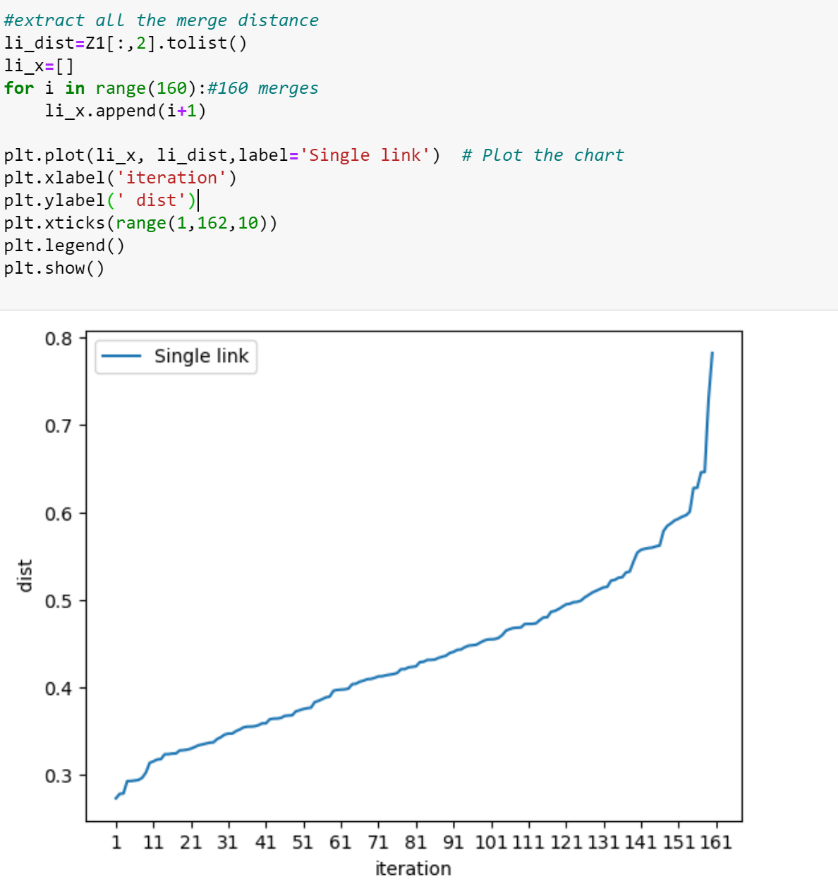 #extract all the merge distance
li_dist=Z1[:,2].tolist()
li_x=[]
for i in range(160):#160 merges
    li_x.append(i+1)

plt.plot(li_x, li_dist,label='Single link')  # Plot the chart
plt.xlabel('iteration')
plt.ylabel(' dist')
plt.xticks(range(1,162,10))
plt.legend()
plt.show()
Single link
0.8
0.7
0.6
0.5
0.4
0.3
dist
1 11 21 31 41 51 61 71 81 91 101 111 121 131 141 151 161
iteration